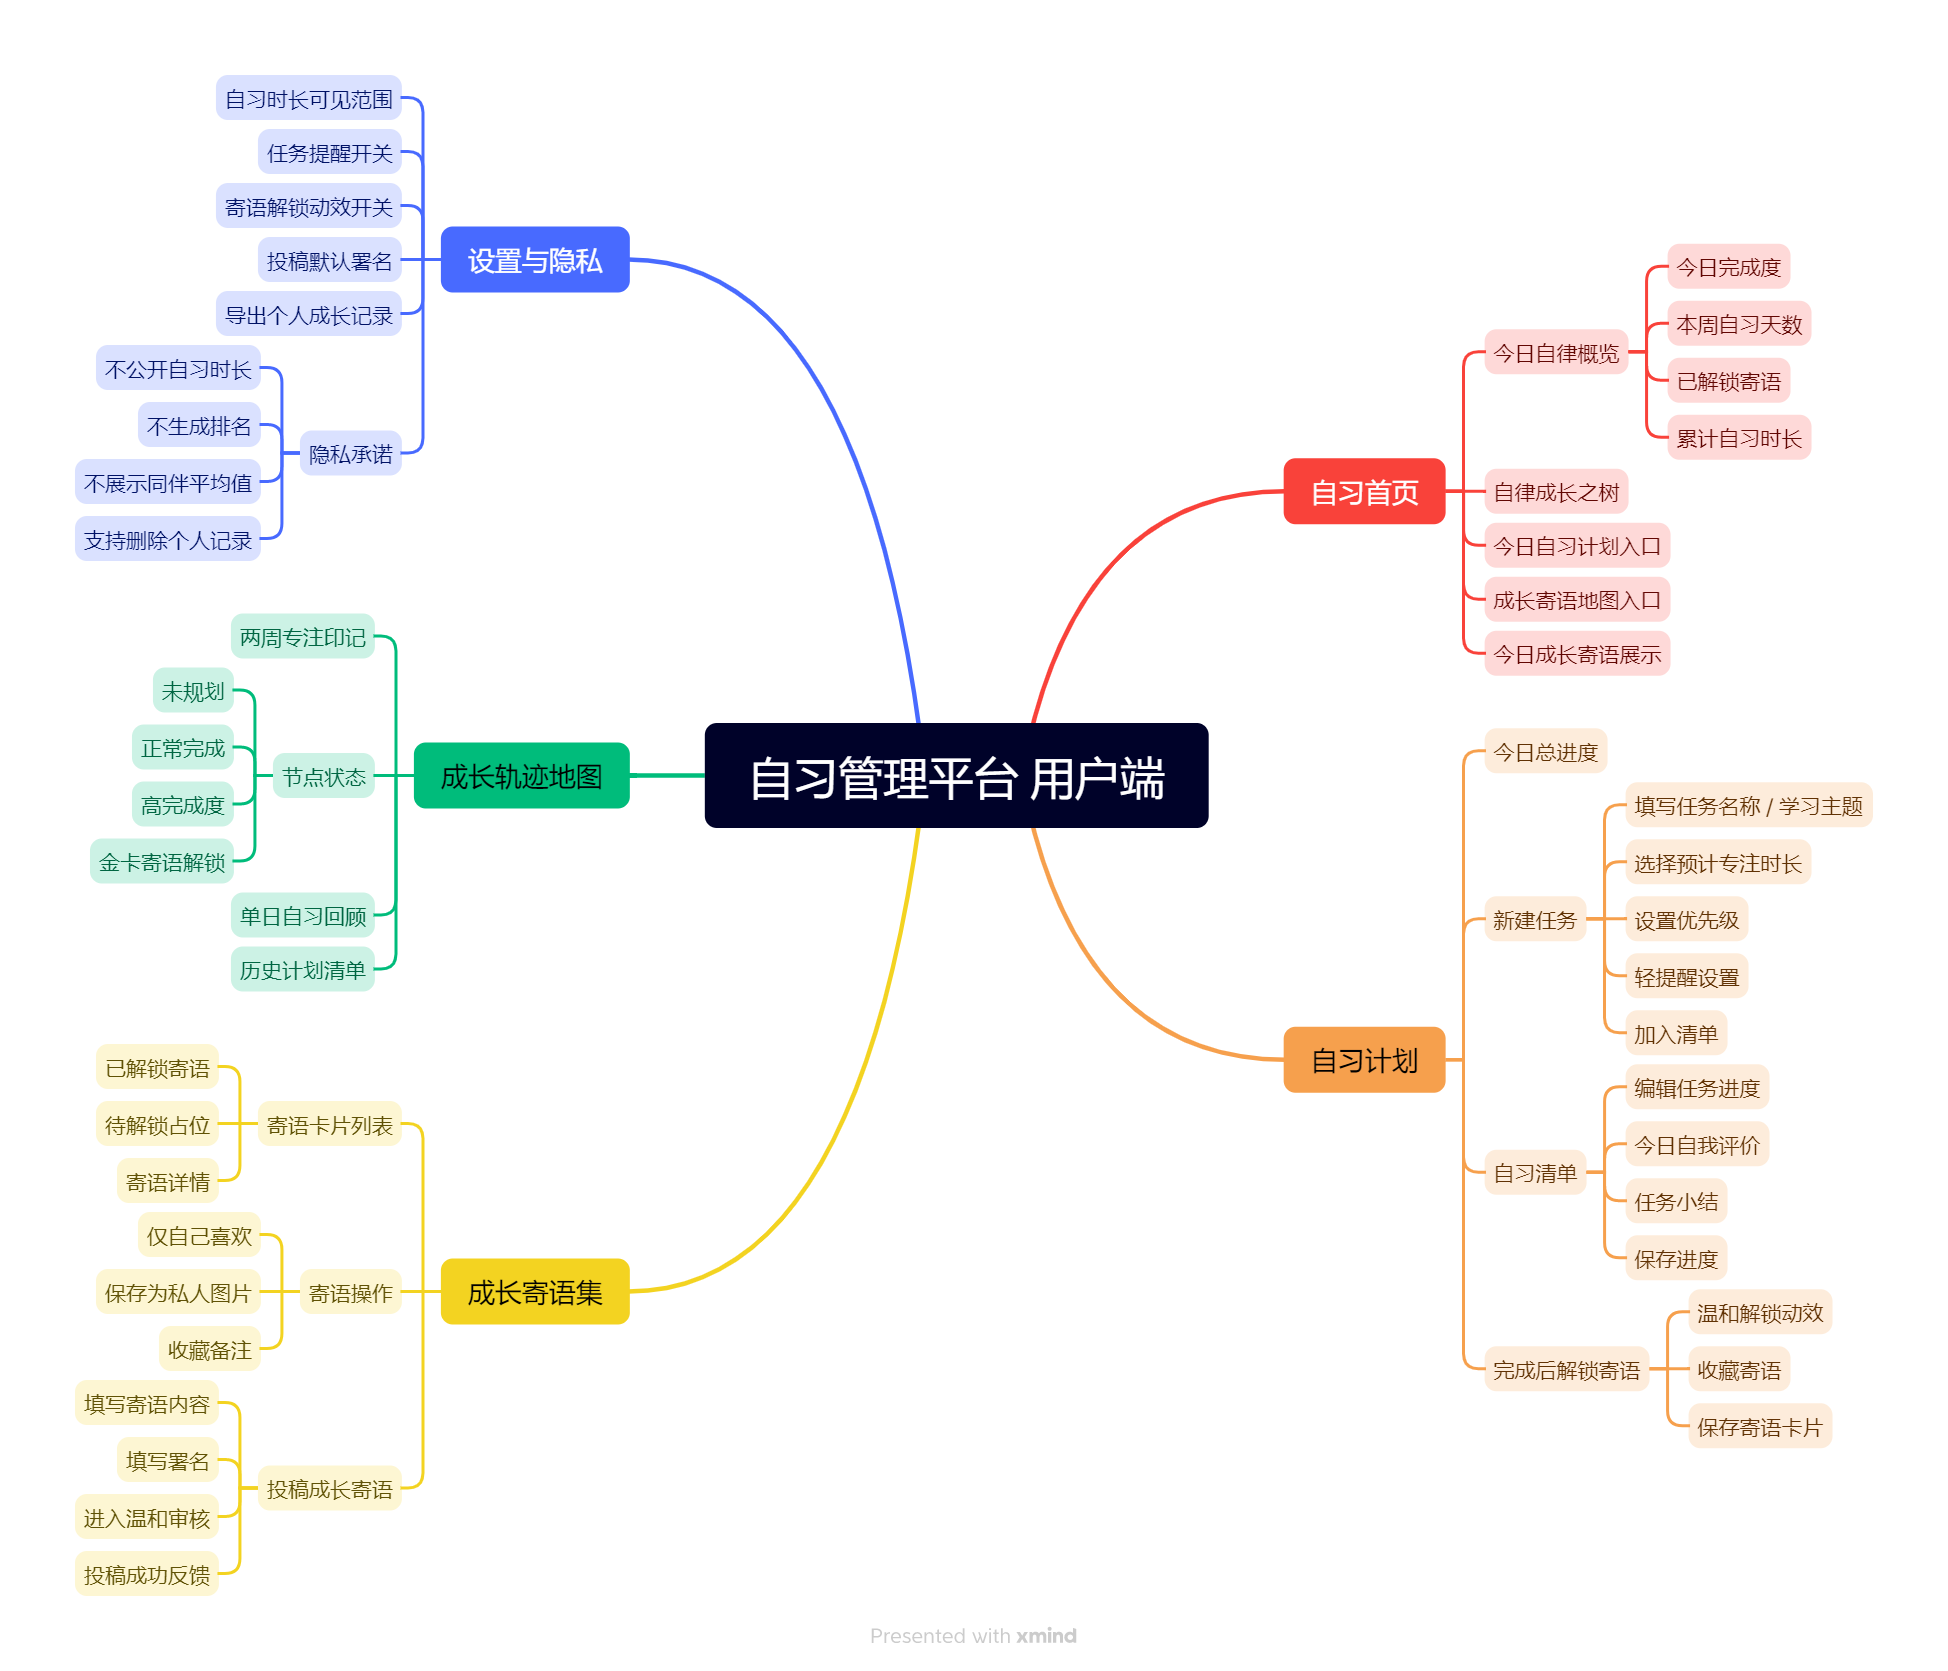 自习管理平台 用户端
自习首页
今日自律概览
今日完成度
本周自习天数
已解锁寄语
累计自习时长
自律成长之树
今日自习计划入口
成长寄语地图入口
今日成长寄语展示
自习计划
今日总进度
新建任务
填写任务名称 / 学习主题
选择预计专注时长
设置优先级
轻提醒设置
加入清单
自习清单
编辑任务进度
今日自我评价
任务小结
保存进度
完成后解锁寄语
温和解锁动效
收藏寄语
保存寄语卡片
设置与隐私
自习时长可见范围
任务提醒开关
寄语解锁动效开关
投稿默认署名
导出个人成长记录
隐私承诺
不公开自习时长
不生成排名
不展示同伴平均值
支持删除个人记录
成长轨迹地图
两周专注印记
节点状态
未规划
正常完成
高完成度
金卡寄语解锁
单日自习回顾
历史计划清单
成长寄语集
寄语卡片列表
已解锁寄语
待解锁占位
寄语详情
寄语操作
仅自己喜欢
保存为私人图片
收藏备注
投稿成长寄语
填写寄语内容
填写署名
进入温和审核
投稿成功反馈
Presented with xmind